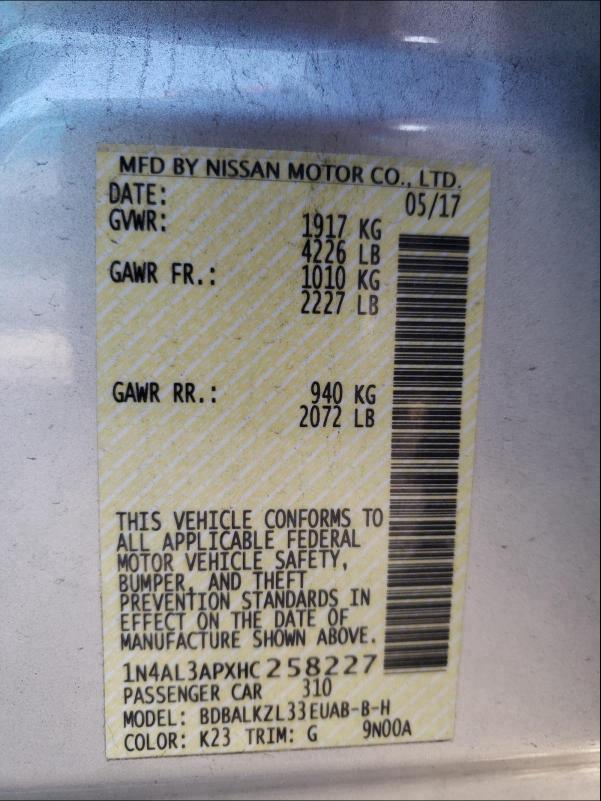 MFD BY NISSAN MOTOR CO., LTD.
DATE: 05/17
GVWR: 1917 KG
4226 LB
GAWR FR.: 1010 KG
2227 LB
GAWR RR.: 940 KG
2072 LB
THIS VEHICLE CONFORMS TO
ALL APPLICABLE FEDERAL
MOTOR VEHICLE SAFETY,
BUMPER, AND THEFT
PREVENTION STANDARDS IN
EFFECT ON THE DATE OF
MANUFACTURE SHOWN ABOVE.
1N4AL3APXHC258227
PASSENGER CAR 310
MODEL: BDBALKZL33EUAB-B-H
COLOR: K23 TRIM: G 9N00A